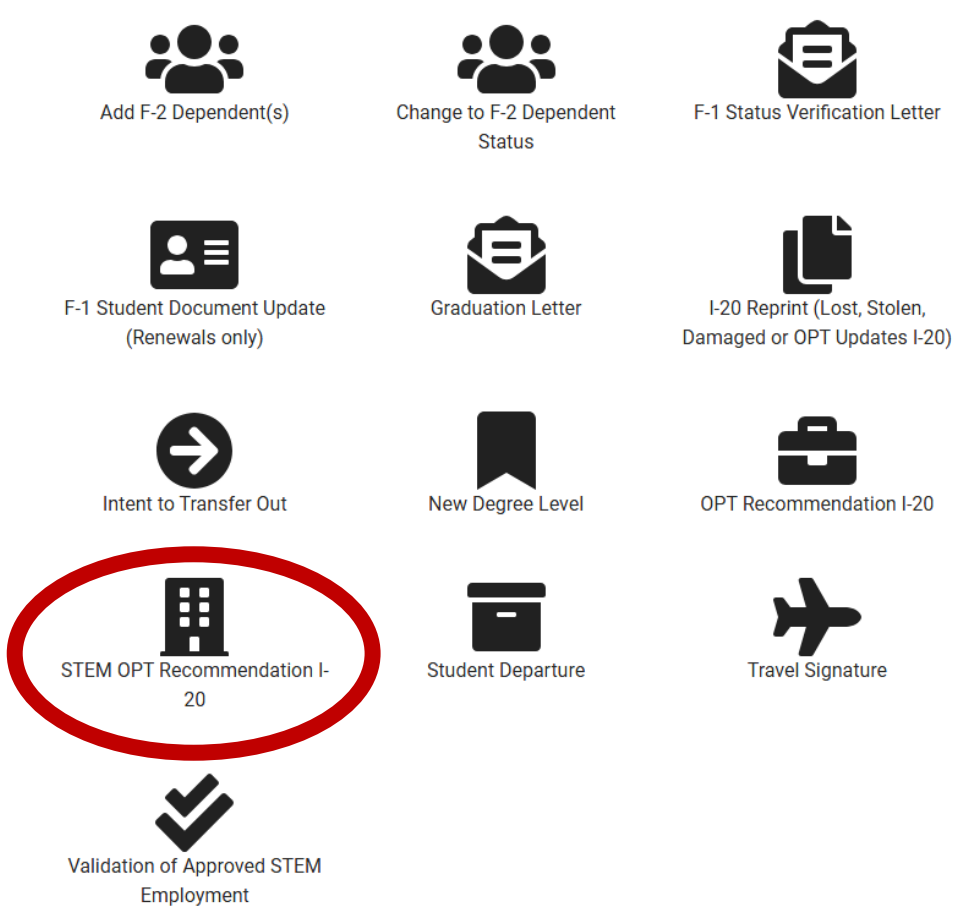 Add F-2 Dependent(s)
Change to F-2 Dependent
Status
F-1 Status Verification Letter
F-1 Student Document Update
(Renewals only)
Graduation Letter
I-20 Reprint (Lost, Stolen,
Damaged or OPT Updates I-20)
Intent to Transfer Out
New Degree Level
OPT Recommendation I-20
STEM OPT Recommendation I-
20
Student Departure
Travel Signature
Validation of Approved STEM
Employment